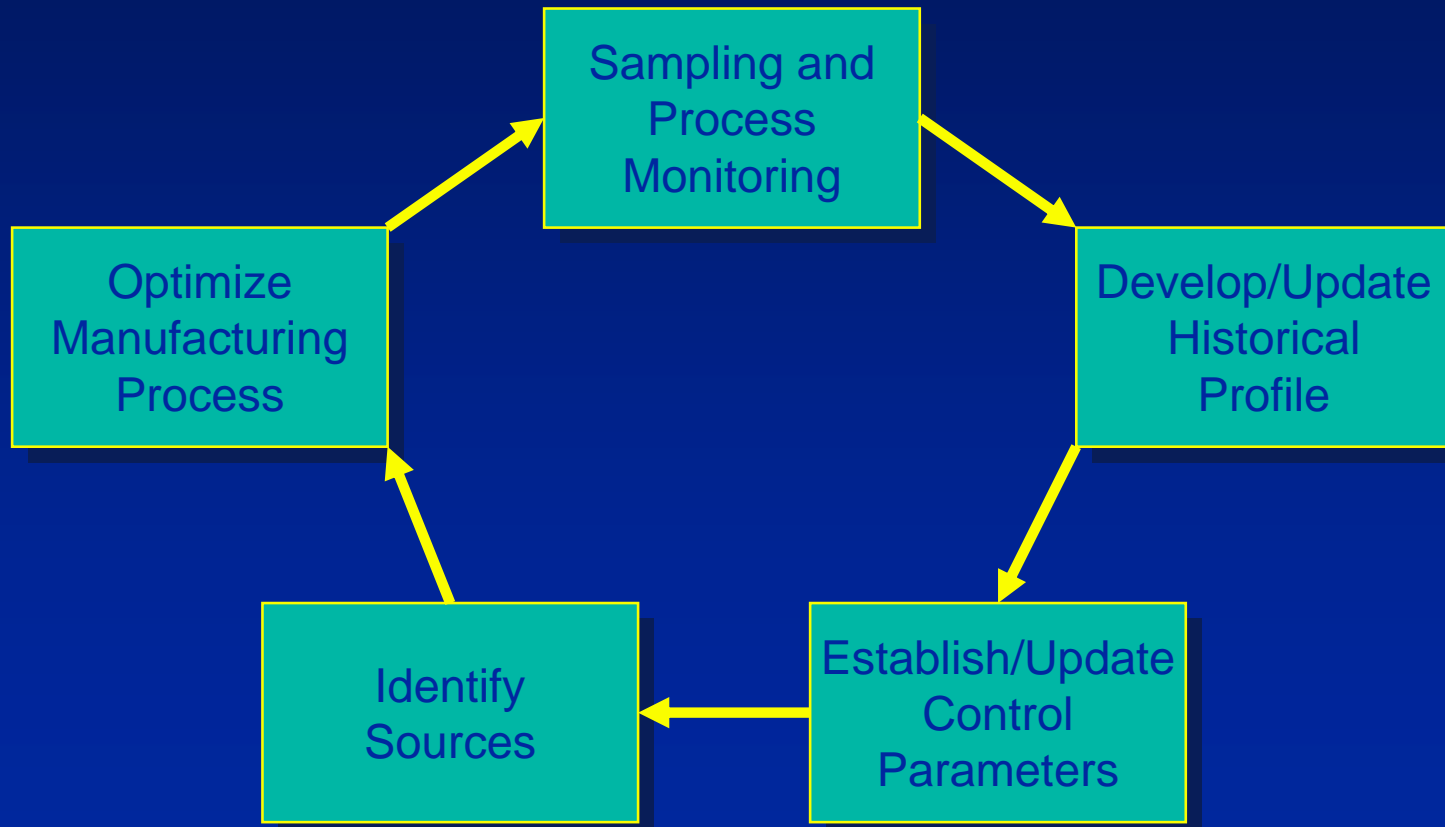 Sampling and
Process
Monitoring
Develop/Update
Historical
Profile
Establish/Update
Control
Parameters
Identify
Sources
Optimize
Manufacturing
Process